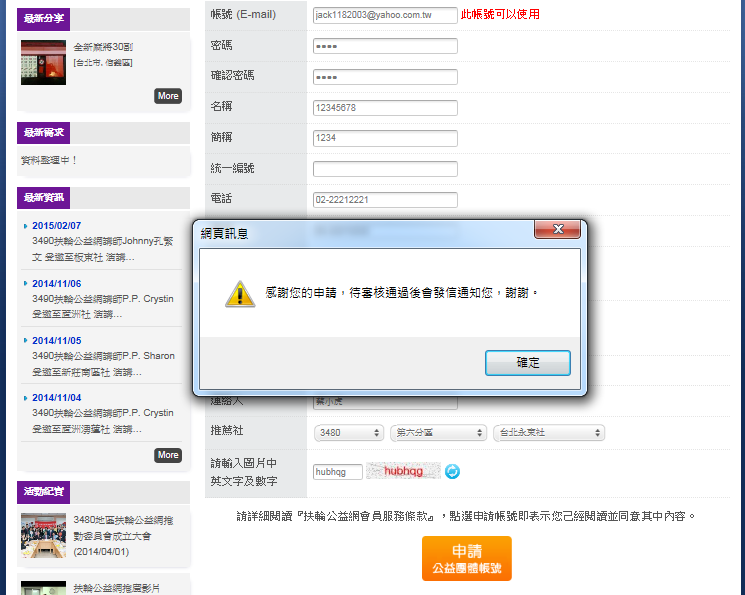 最新分享
全新麻將30副
[台北市, 信義區]
More
最新需求
資料整理中！
最新資訊
2015/02/07
3490扶輪公益網講師Johnny孔繁
文 受邀至板東社 演講...
2014/11/06
3490扶輪公益網講師P.P. Crystin
受邀至蘆洲社 演講...
2014/11/05
3490扶輪公益網講師P.P. Sharon
受邀至新莊南區社 演講...
2014/11/04
3490扶輪公益網講師P.P. Crystin
受邀至蘆洲湧蓮社 演講...
More
活動紀實
3480地區扶輪公益網推
動委員會成立大會
(2014/04/01)
扶輪公益網推廣影片
帳號 (E-mail)
jack1182003@yahoo.com.tw
此帳號可以使用
密碼
••••
確認密碼
••••
名稱
12345678
簡稱
1234
統一編號
電話
02-22212221
網頁訊息
感謝您的申請，待審核通過後會發信通知您，謝謝。
確定
連絡人
蔡小虎
推薦社
3480
第六分區
台北永東社
請輸入圖片中
英文字及數字
hubhqg
hubhqg
請詳細閱讀『扶輪公益網會員服務條款』，點選申請帳號即表示您已經閱讀並同意其中內容。
申請
公益團體帳號